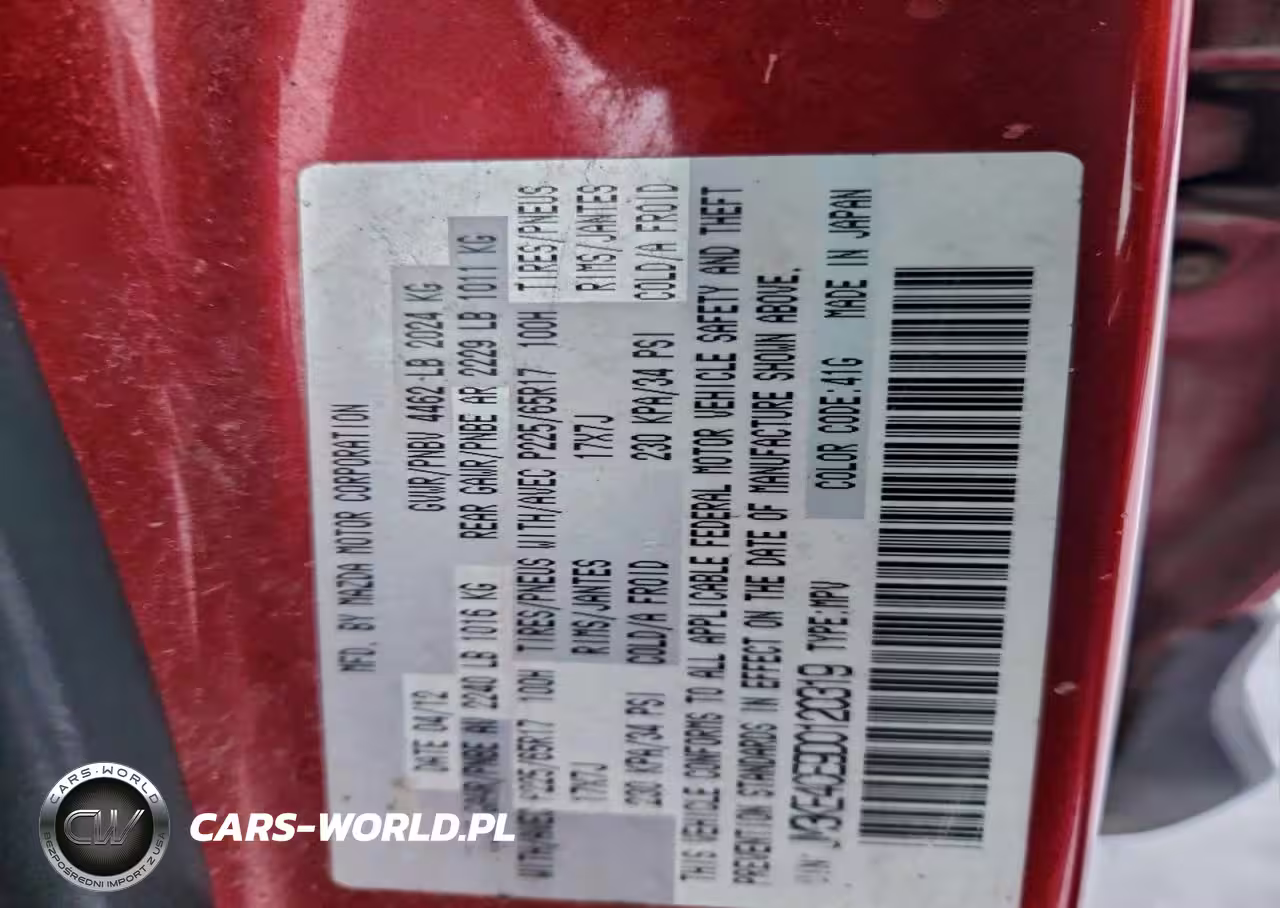 MFD. BY MAZDA MOTOR CORPORATION
DATE 04/12 GVWR/PNBV 4462 LB 2024 KG
GAWR/PNBE AV 2240 LB 1016 KG REAR GAWR/PNBE AR 2229 LB 1011 KG
WITH/AVEC P225/65R17 100H TIRES/PNEUS WITH/AVEC P225/65R17 100H TIRES/PNEUS
17X7J RIMS/JANTES 17X7J RIMS/JANTES
230 KPA/34 PSI COLD/A FROID 230 KPA/34 PSI COLD/A FROID
THIS VEHICLE CONFORMS TO ALL APPLICABLE FEDERAL MOTOR VEHICLE SAFETY AND THEFT
PREVENTION STANDARDS IN EFFECT ON THE DATE OF MANUFACTURE SHOWN ABOVE.
VIN TYPE:MPV COLOR CODE:41G MADE IN JAPAN
CARS-WORLD
CW
BEZPOŚREDNI IMPORT Z USA
CARS-WORLD.PL